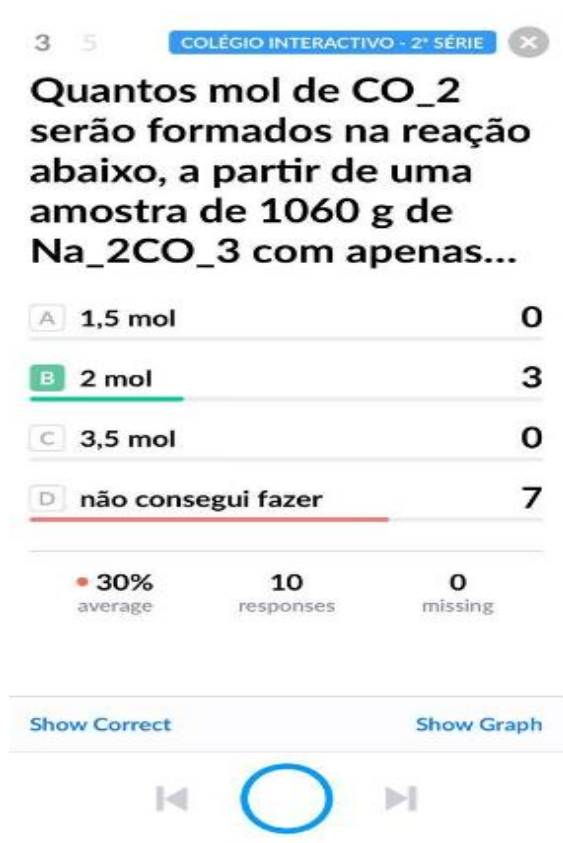 3 5 COLÉGIO INTERACTIVO - 2ª SÉRIE
Quantos mol de CO_2
serão formados na reação
abaixo, a partir de uma
amostra de 1060 g de
Na_2CO_3 com apenas...
A 1,5 mol 0
B 2 mol 3
C 3,5 mol 0
D não consegui fazer 7
30% 10 0
average responses missing
Show Correct Show Graph